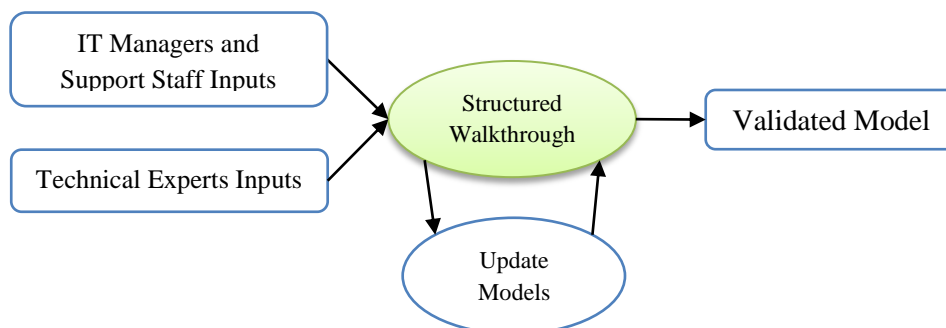 IT Managers and
Support Staff Inputs
Technical Experts Inputs
Structured
Walkthrough
Validated Model
Update
Models